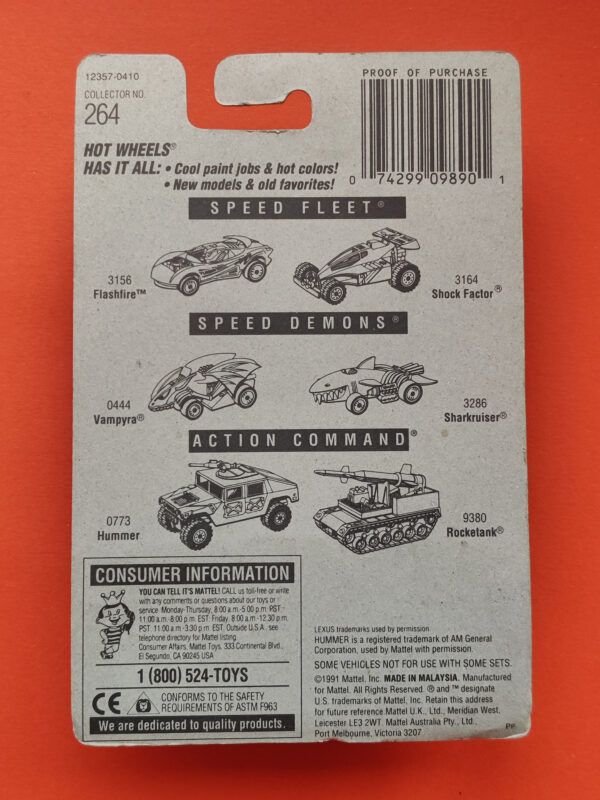 12357-0410
COLLECTOR NO.
264
PROOF OF PURCHASE
0 74299 09890 1
HOT WHEELS®
HAS IT ALL: • Cool paint jobs & hot colors!
• New models & old favorites!
SPEED FLEET®
3156
Flashfire™
3164
Shock Factor®
SPEED DEMONS®
0444
Vampyra®
3286
Sharkruiser®
ACTION COMMAND®
0773
Hummer
9380
Rocketank®
CONSUMER INFORMATION
YOU CAN TELL IT'S MATTEL! CALL us toll-free or write
with any comments or questions about our toys or
service. Monday-Thursday, 8:00 a.m.-5:00 p.m. PST
11:00 a.m.-8:00 p.m. EST. Friday, 8:00 a.m.-12:30 p.m.
PST, 11:00 a.m.-3:30 p.m. EST. Outside U.S.A., see
telephone directory for Mattel listing.
Consumer Affairs, Mattel Toys, 333 Continental Blvd.,
El Segundo, CA 90245 USA
1 (800) 524-TOYS
CE CONFORMS TO THE SAFETY
REQUIREMENTS OF ASTM F963
We are dedicated to quality products.
LEXUS trademarks used by permission.
HUMMER is a registered trademark of AM General
Corporation, used by Mattel with permission.
SOME VEHICLES NOT FOR USE WITH SOME SETS.
©1991 Mattel, Inc. MADE IN MALAYSIA. Manufactured
for Mattel. All Rights Reserved. ® and ™ designate
U.S. trademarks of Mattel, Inc. Retain this address
for future reference Mattel U.K., Ltd., Meridian West,
Leicester LE3 2WT. Mattel Australia Pty., Ltd.,
Port Melbourne, Victoria 3207
PP